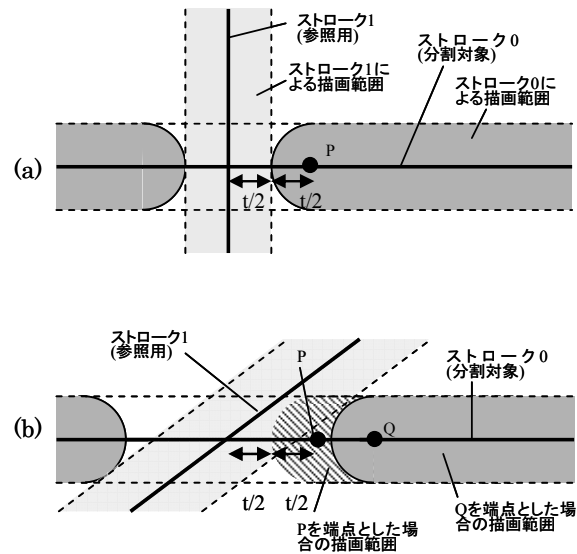 ストローク1
(参照用)
ストローク0
(分割対象)
ストローク1に
よる描画範囲
ストローク0に
よる描画範囲
(a)
P
t/2
t/2
ストローク1
(参照用)
P
ストローク0
(分割対象)
(b)
Q
t/2
t/2
Pを端点とした場
合の描画範囲
Qを端点とした場
合の描画範囲